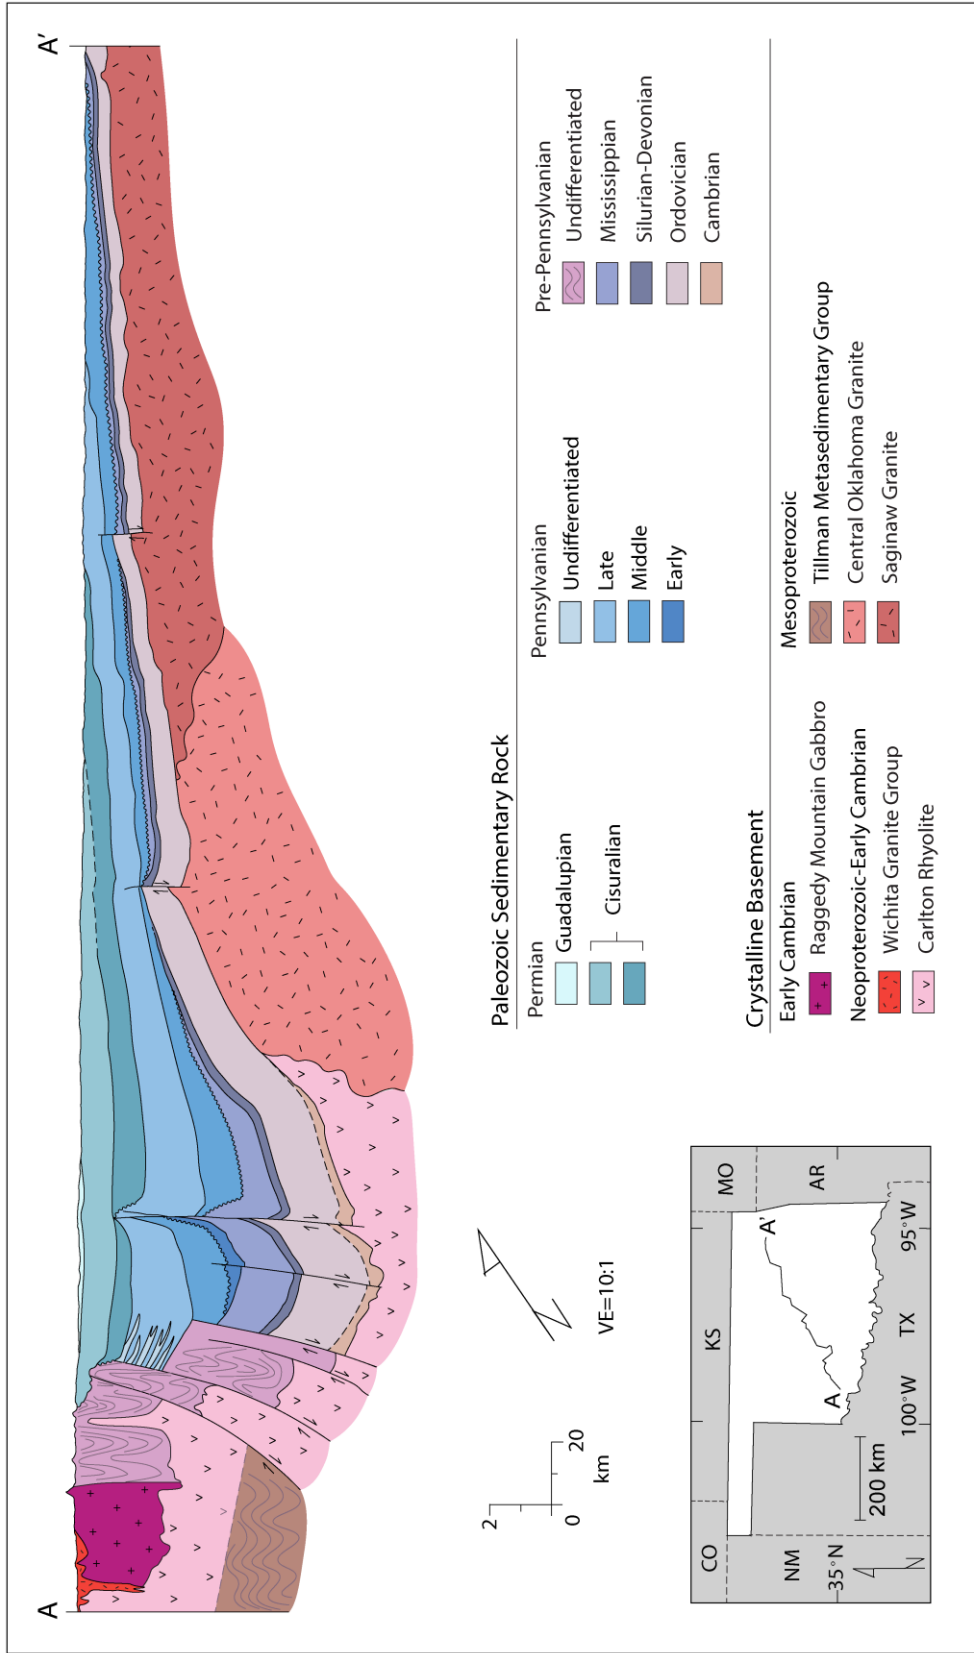 A
A'
2
0
20
km
VE=10:1
Paleozoic Sedimentary Rock
Permian
Guadalupian
Cisuralian
Pennsylvanian
Undifferentiated
Late
Middle
Early
Pre-Pennsylvanian
Undifferentiated
Mississippian
Silurian-Devonian
Ordovician
Cambrian
Crystalline Basement
Early Cambrian
Raggedy Mountain Gabbro
Neoproterozoic-Early Cambrian
Wichita Granite Group
Carlton Rhyolite
Mesoproterozoic
Tillman Metasedimentary Group
Central Oklahoma Granite
Saginaw Granite
CO
KS
MO
NM
A
A'
AR
35°N
TX
N
200 km
100°W
95°W